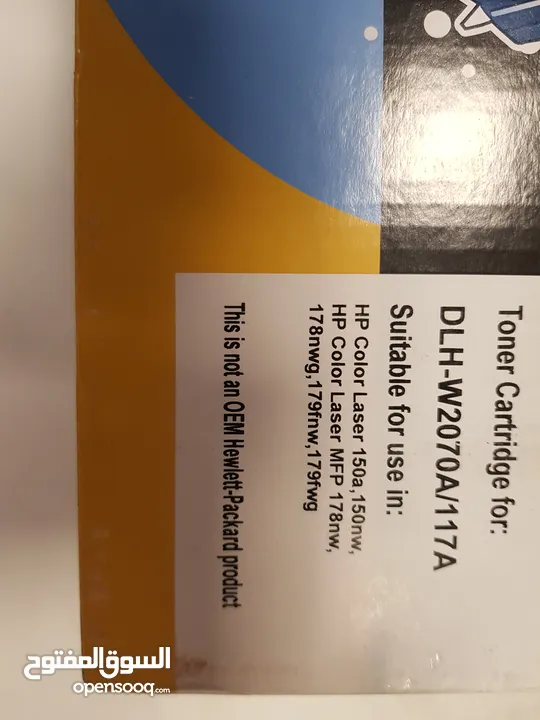 Toner Cartridge for:
DLH-W2070A/117A
Suitable for use in:
HP Color Laser 150a,150nw,
HP Color Laser MFP 178nw,
178nwg,179fnw,179fwg
This is not an OEM Hewlett-Packard product
السوق المفتوح
opensooq.com